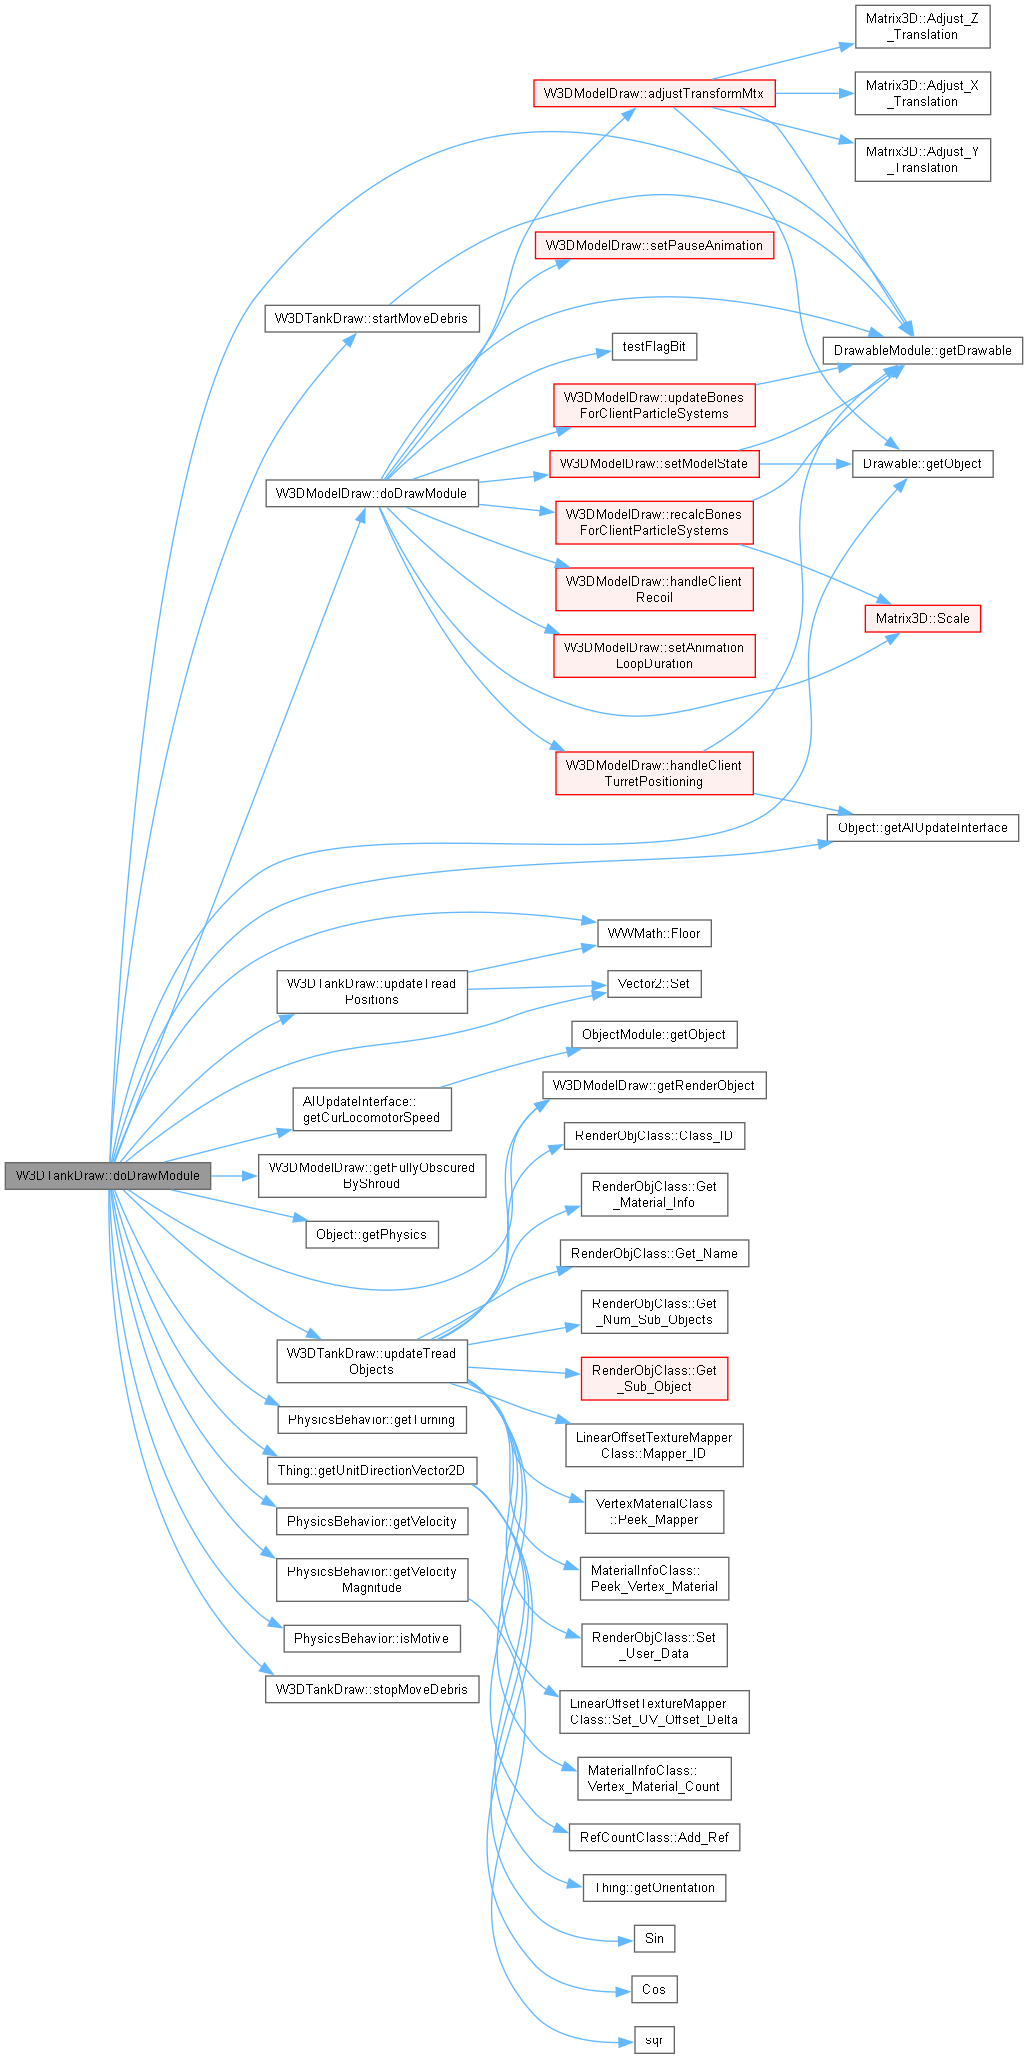 Matrix3D::Adjust_Z
_Translation
W3DModelDraw::adjustTransformMtx
Matrix3D::Adjust_X
_Translation
Matrix3D::Adjust_Y
_Translation
W3DModelDraw::setPauseAnimation
W3DTankDraw::startMoveDebris
testFlagBit
DrawableModule::getDrawable
W3DModelDraw::updateBones
ForClientParticleSystems
W3DModelDraw::setModelState
Drawable::getObject
W3DModelDraw::doDrawModule
W3DModelDraw::recalcBones
ForClientParticleSystems
W3DModelDraw::handleClient
Recoil
Matrix3D::Scale
W3DModelDraw::setAnimation
LoopDuration
W3DModelDraw::handleClient
TurretPositioning
Object::getAIUpdateInterface
WWMath::Floor
W3DTankDraw::updateTread
Positions
Vector2::Set
ObjectModule::getObject
W3DModelDraw::getRenderObject
AIUpdateInterface::
getCurLocomotorSpeed
RenderObjClass::Class_ID
W3DTankDraw::doDrawModule
W3DModelDraw::getFullyObscured
ByShroud
RenderObjClass::Get
_Material_Info
Object::getPhysics
RenderObjClass::Get_Name
RenderObjClass::Get
_Num_Sub_Objects
W3DTankDraw::updateTread
Objects
RenderObjClass::Get
_Sub_Object
PhysicsBehavior::getTurning
LinearOffsetTextureMapper
Class::Mapper_ID
Thing::getUnitDirectionVector2D
VertexMaterialClass
::Peek_Mapper
PhysicsBehavior::getVelocity
PhysicsBehavior::getVelocity
Magnitude
MaterialInfoClass::
Peek_Vertex_Material
PhysicsBehavior::isMotive
RenderObjClass::Set
_User_Data
W3DTankDraw::stopMoveDebris
LinearOffsetTextureMapper
Class::Set_UV_Offset_Delta
MaterialInfoClass::
Vertex_Material_Count
RefCountClass::Add_Ref
Thing::getOrientation
Sin
Cos
sqr